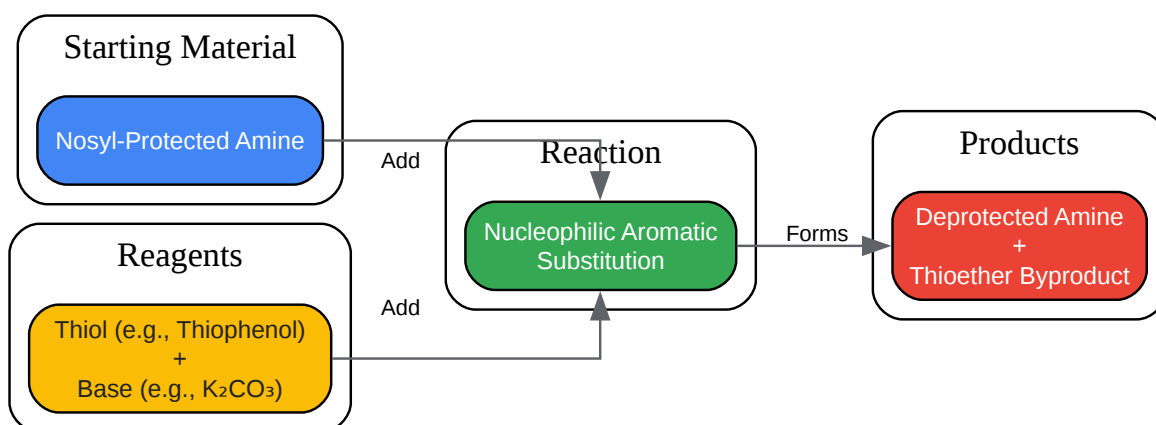 Starting Material
Nosyl-Protected Amine
Add
Reagents
Thiol (e.g., Thiophenol)
+
Base (e.g., K₂CO₃)
Add
Reaction
Nucleophilic Aromatic
Substitution
Forms
Products
Deprotected Amine
+
Thioether Byproduct